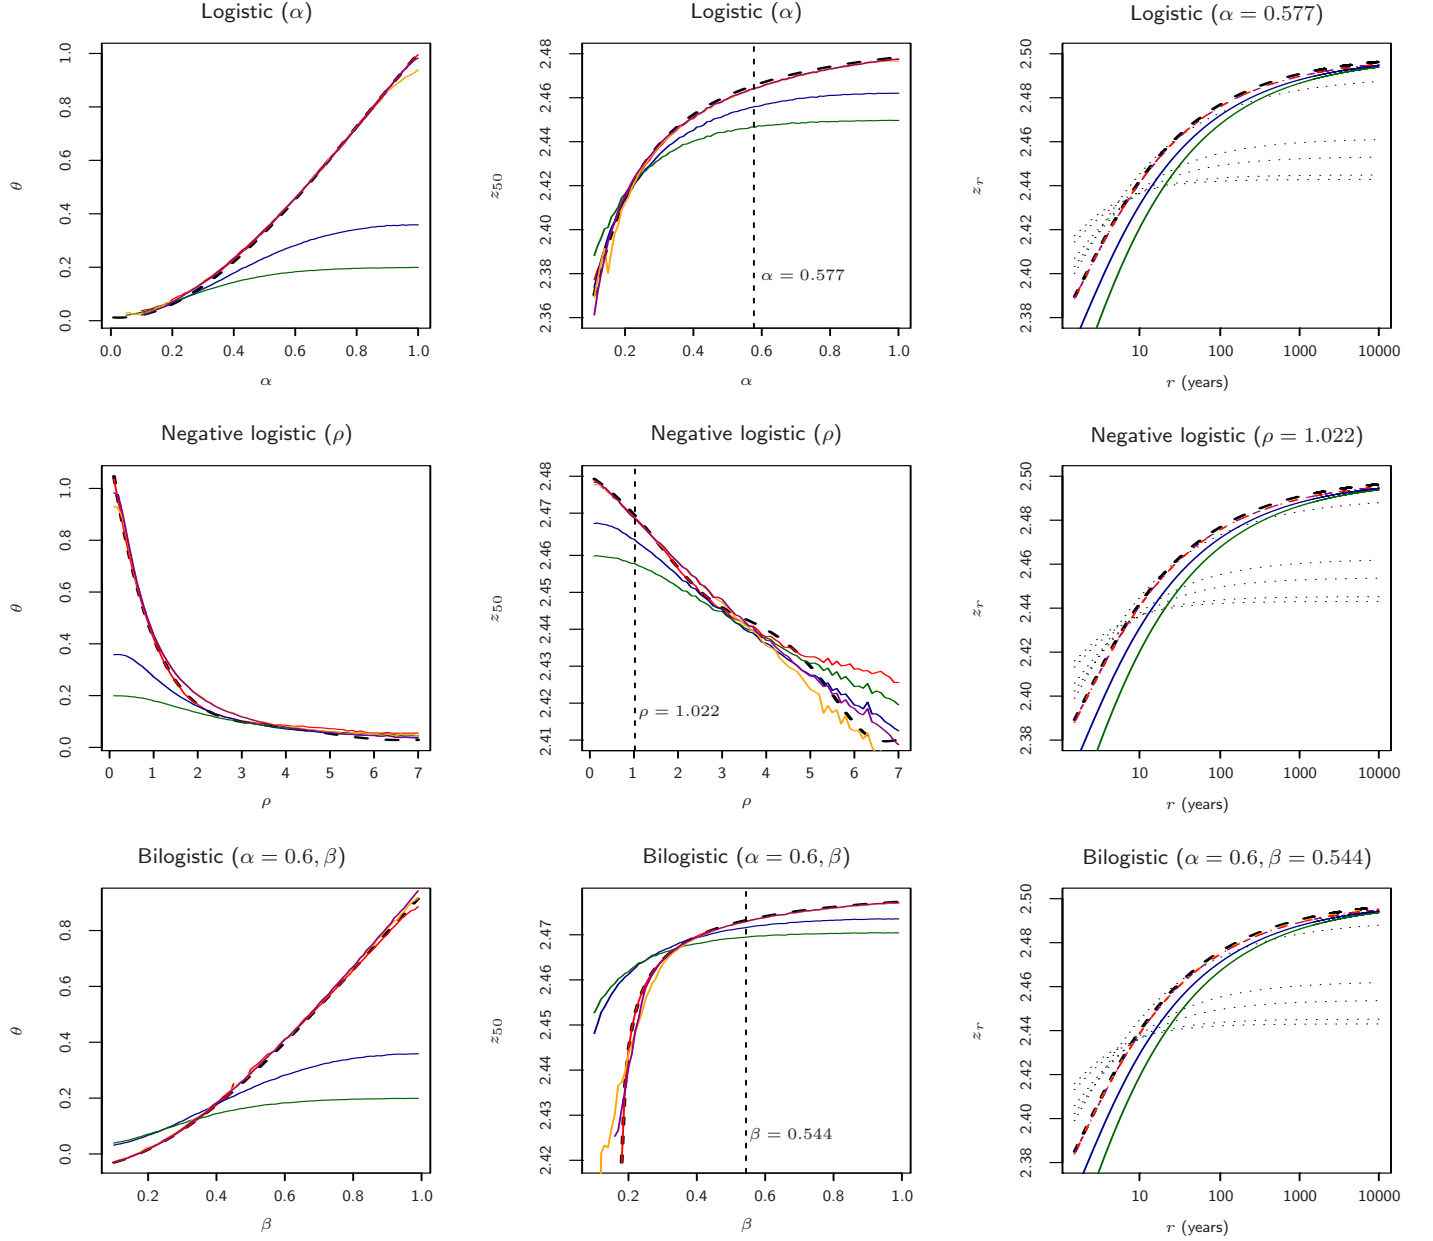 Logistic (α)
θ
0.0 0.2 0.4 0.6 0.8 1.0
0.0 0.2 0.4 0.6 0.8 1.0
α
Logistic (α)
z50
2.36 2.38 2.40 2.42 2.44 2.46 2.48
α = 0.577
0.2 0.4 0.6 0.8 1.0
α
Logistic (α = 0.577)
zr
2.38 2.40 2.42 2.44 2.46 2.48 2.50
10 100 1000 10000
r (years)
Negative logistic (ρ)
θ
0.0 0.2 0.4 0.6 0.8 1.0
0 1 2 3 4 5 6 7
ρ
Negative logistic (ρ)
z50
2.41 2.42 2.43 2.44 2.45 2.46 2.47 2.48
ρ = 1.022
0 1 2 3 4 5 6 7
ρ
Negative logistic (ρ = 1.022)
zr
2.38 2.40 2.42 2.44 2.46 2.48 2.50
10 100 1000 10000
r (years)
Bilogistic (α = 0.6, β)
θ
0.0 0.2 0.4 0.6 0.8
0.2 0.4 0.6 0.8 1.0
β
Bilogistic (α = 0.6, β)
z50
2.42 2.43 2.44 2.45 2.46 2.47
β = 0.544
0.2 0.4 0.6 0.8 1.0
β
Bilogistic (α = 0.6, β = 0.544)
zr
2.38 2.40 2.42 2.44 2.46 2.48 2.50
10 100 1000 10000
r (years)